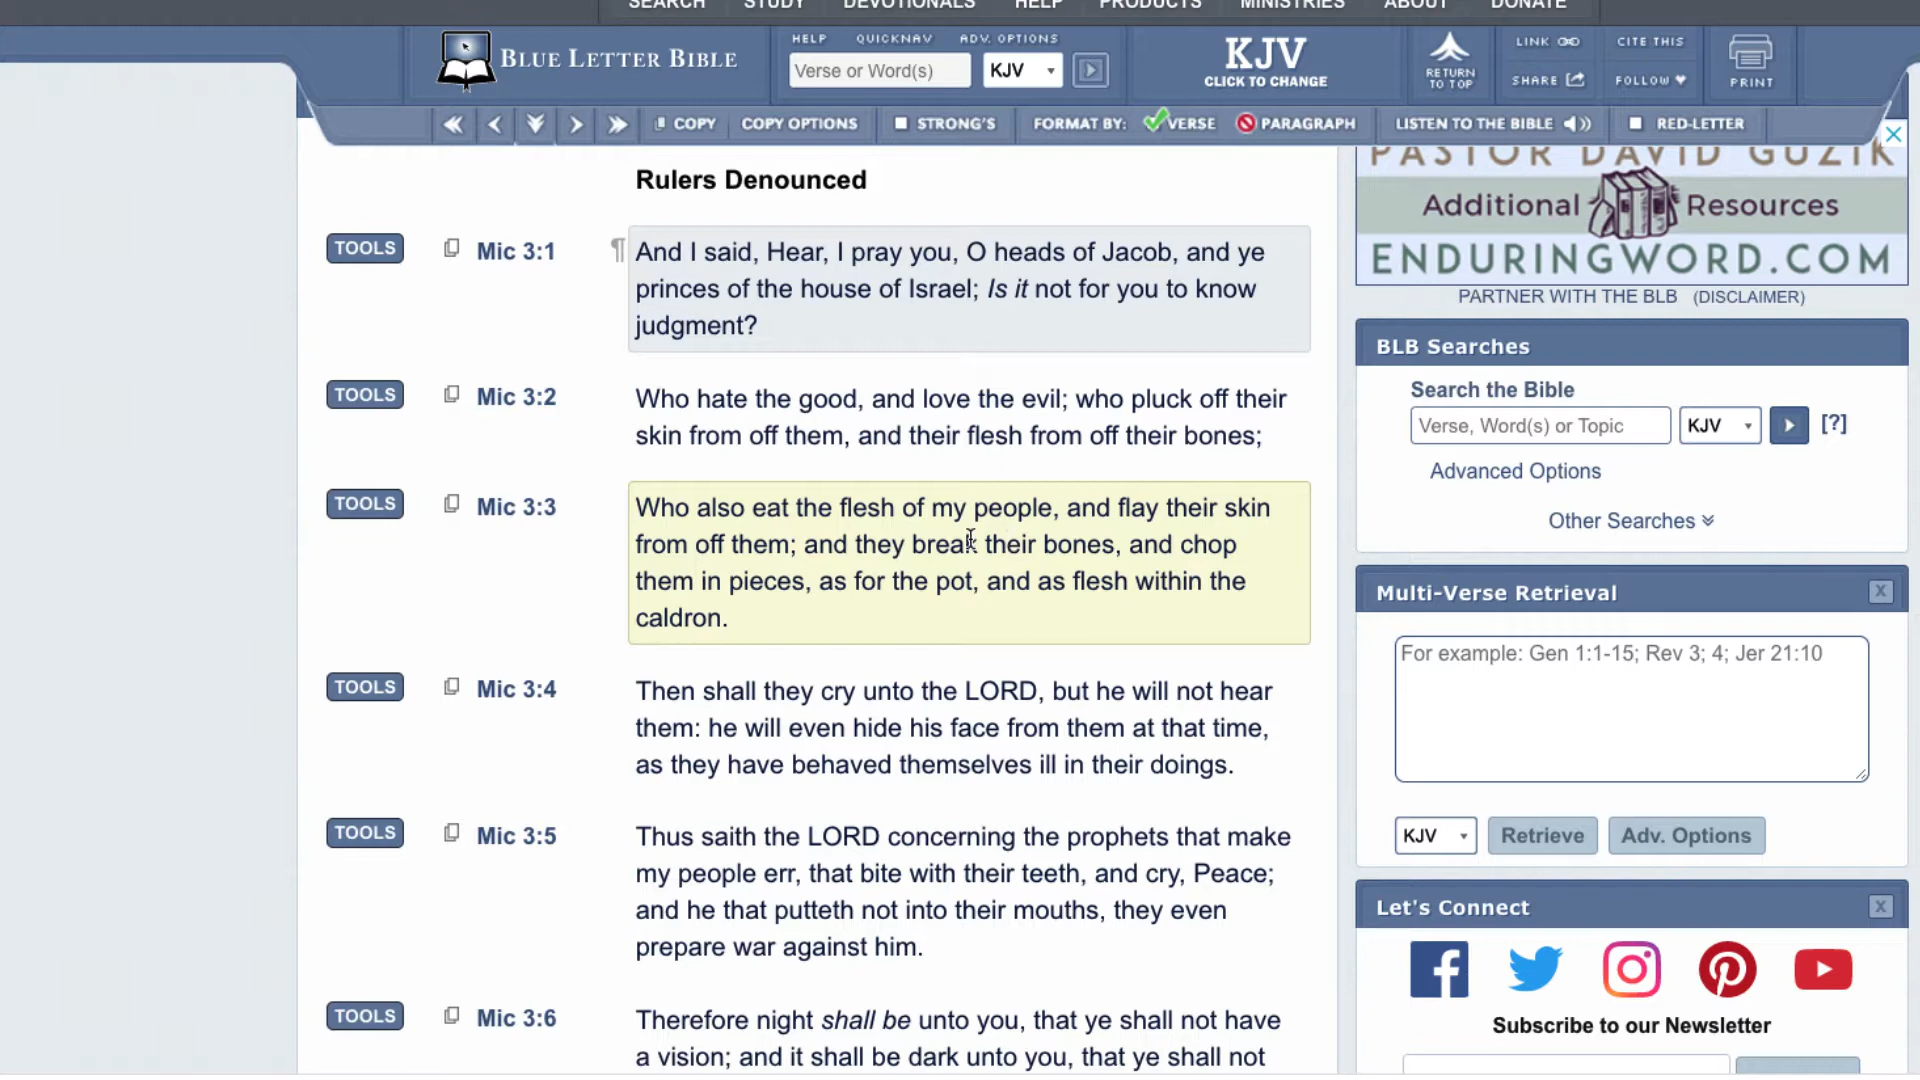 SEARCH STUDY DEVOTIONALS HELP PRODUCTS MINISTRIES ABOUT DONATE
BLUE LETTER BIBLE
HELP QUICKNAV ADV. OPTIONS
Verse or Word(s) KJV
KJV
CLICK TO CHANGE
RETURN
TO TOP
LINK CITE THIS
SHARE FOLLOW
PRINT
COPY COPY OPTIONS STRONG'S FORMAT BY: VERSE PARAGRAPH LISTEN TO THE BIBLE RED-LETTER
Rulers Denounced
TOOLS Mic 3:1 ¶ And I said, Hear, I pray you, O heads of Jacob, and ye
princes of the house of Israel; Is it not for you to know
judgment?
TOOLS Mic 3:2 Who hate the good, and love the evil; who pluck off their
skin from off them, and their flesh from off their bones;
TOOLS Mic 3:3 Who also eat the flesh of my people, and flay their skin
from off them; and they break their bones, and chop
them in pieces, as for the pot, and as flesh within the
caldron.
TOOLS Mic 3:4 Then shall they cry unto the LORD, but he will not hear
them: he will even hide his face from them at that time,
as they have behaved themselves ill in their doings.
TOOLS Mic 3:5 Thus saith the LORD concerning the prophets that make
my people err, that bite with their teeth, and cry, Peace;
and he that putteth not into their mouths, they even
prepare war against him.
TOOLS Mic 3:6 Therefore night shall be unto you, that ye shall not have
a vision; and it shall be dark unto you, that ye shall not
PASTOR DAVID GUZIK
Additional Resources
ENDURINGWORD.COM
PARTNER WITH THE BLB (DISCLAIMER)
BLB Searches
Search the Bible
Verse, Word(s) or Topic KJV [?]
Advanced Options
Other Searches
Multi-Verse Retrieval X
For example: Gen 1:1-15; Rev 3; 4; Jer 21:10
KJV Retrieve Adv. Options
Let's Connect X
Subscribe to our Newsletter